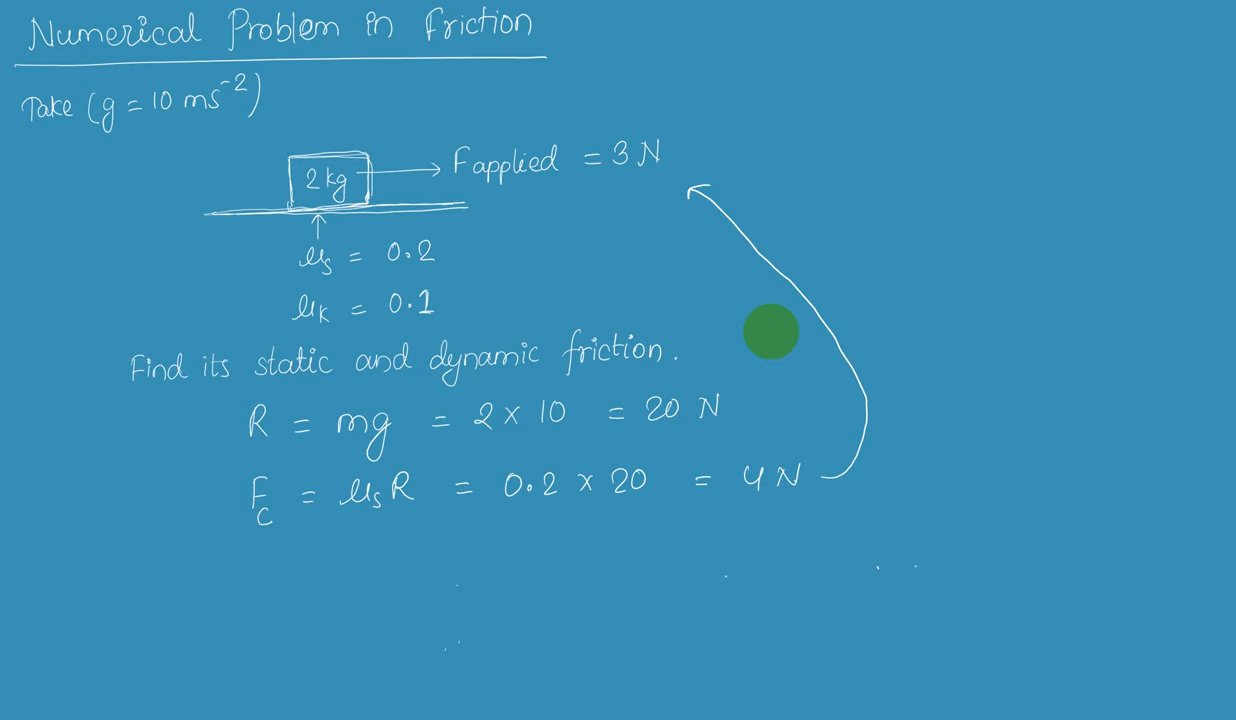 Numerical Problem in Friction
Take (g = 10 ms⁻²)
2 kg
F applied = 3 N
μs = 0.2
μK = 0.1
Find its static and dynamic friction.
R = mg = 2 × 10 = 20 N
Fc = μsR = 0.2 × 20 = 4 N